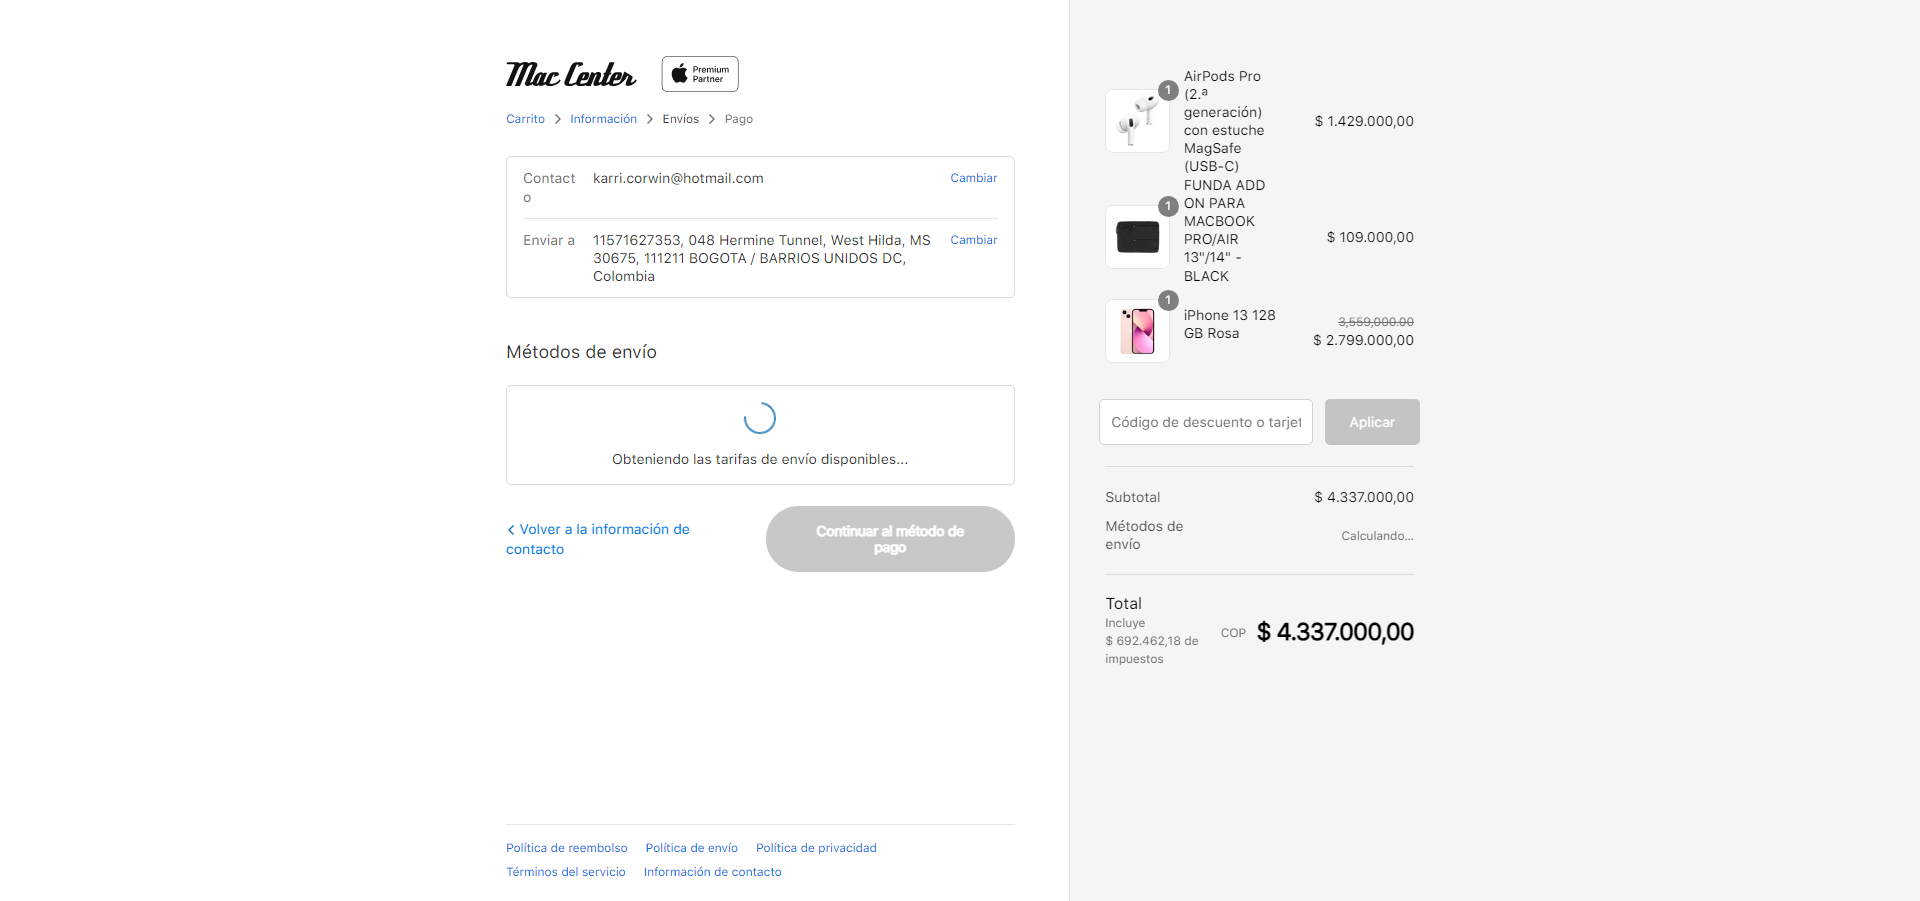 Mac Center
Premium
Partner
Carrito
Información
Envíos
Pago
Contact
o
karri.corwin@hotmail.com
Cambiar
Enviar a
11571627353, 048 Hermine Tunnel, West Hilda, MS
30675, 111211 BOGOTA / BARRIOS UNIDOS DC,
Colombia
Cambiar
Métodos de envío
Obteniendo las tarifas de envío disponibles...
Volver a la información de
contacto
Continuar al método de
pago
Política de reembolso
Política de envío
Política de privacidad
Términos del servicio
Información de contacto
1
AirPods Pro
(2.ª
generación)
con estuche
MagSafe
(USB-C)
$ 1.429.000,00
1
FUNDA ADD
ON PARA
MACBOOK
PRO/AIR
13"/14" -
BLACK
$ 109.000,00
1
iPhone 13 128
GB Rosa
3,559,000.00
$ 2.799.000,00
Código de descuento o tarjet
Aplicar
Subtotal
$ 4.337.000,00
Métodos de
envío
Calculando...
Total
Incluye
$ 692.462,18 de
impuestos
COP
$ 4.337.000,00